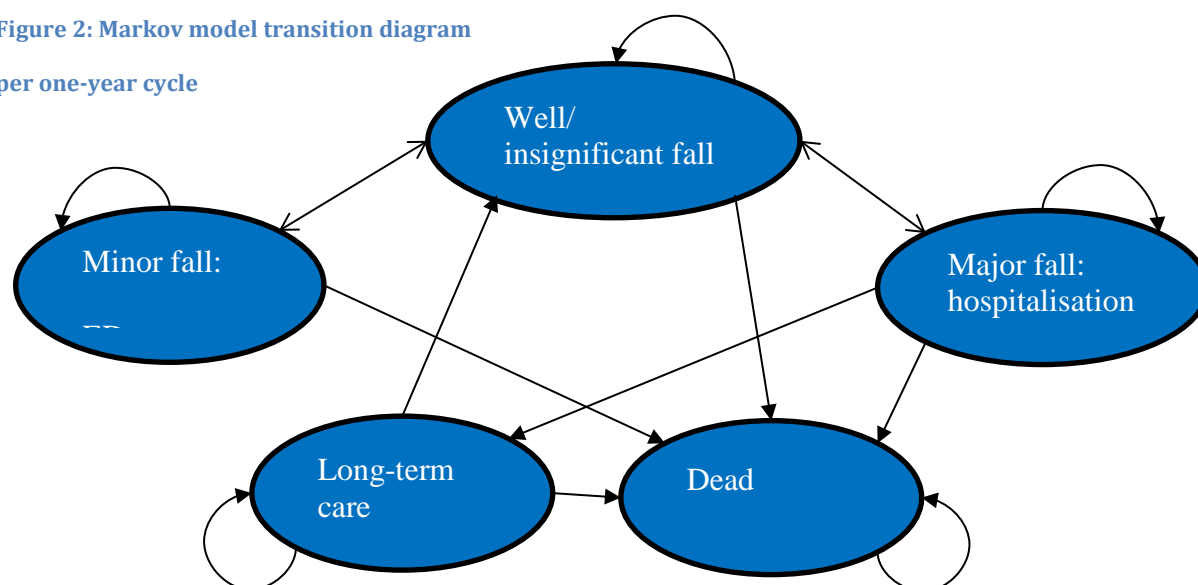 Figure 2: Markov model transition diagram
per one-year cycle
Well/
insignificant fall
Minor fall:
Major fall:
hospitalisation
Long-term
care
Dead